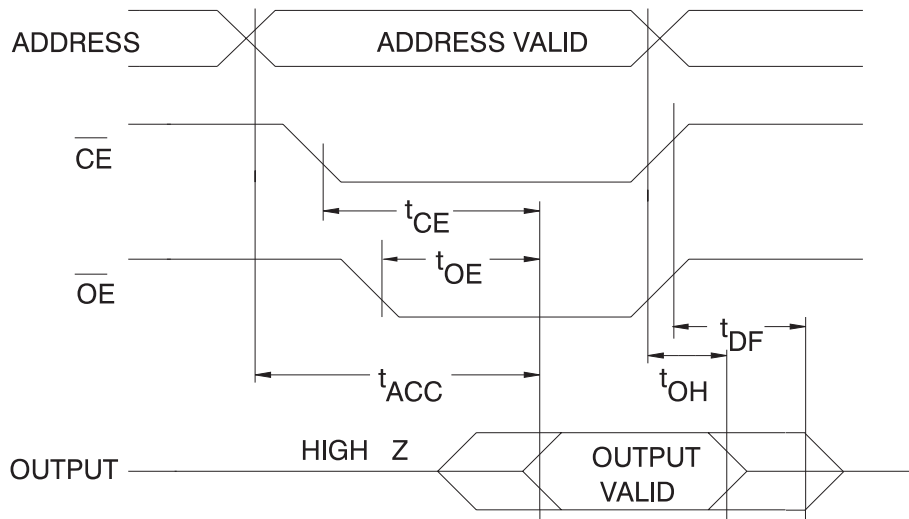 ADDRESS
ADDRESS VALID
CE
tCE
OE
tOE
tDF
tACC
tOH
OUTPUT
HIGH Z
OUTPUT
VALID